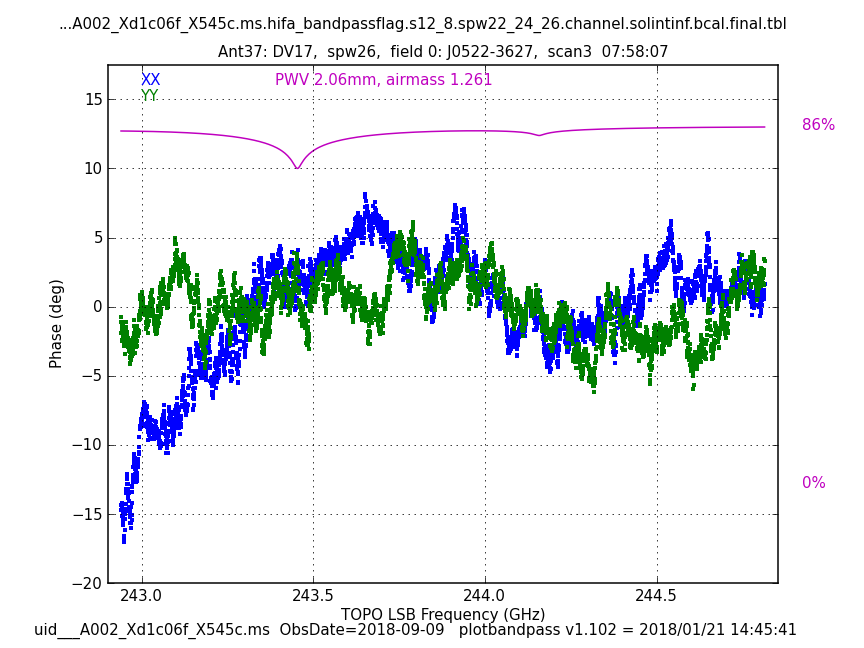 ...A002_Xd1c06f_X545c.ms.hifa_bandpassflag.s12_8.spw22_24_26.channel.solintinf.bcal.final.tbl
Ant37: DV17,  spw26,  field 0: J0522-3627,  scan3  07:58:07
XX
PWV 2.06mm, airmass 1.261
YY
15
86%
10
5
0
Phase (deg)
−5
−10
0%
−15
−20
243.0
243.5
244.0
244.5
TOPO LSB Frequency (GHz)
uid___A002_Xd1c06f_X545c.ms  ObsDate=2018-09-09   plotbandpass v1.102 = 2018/01/21 14:45:41